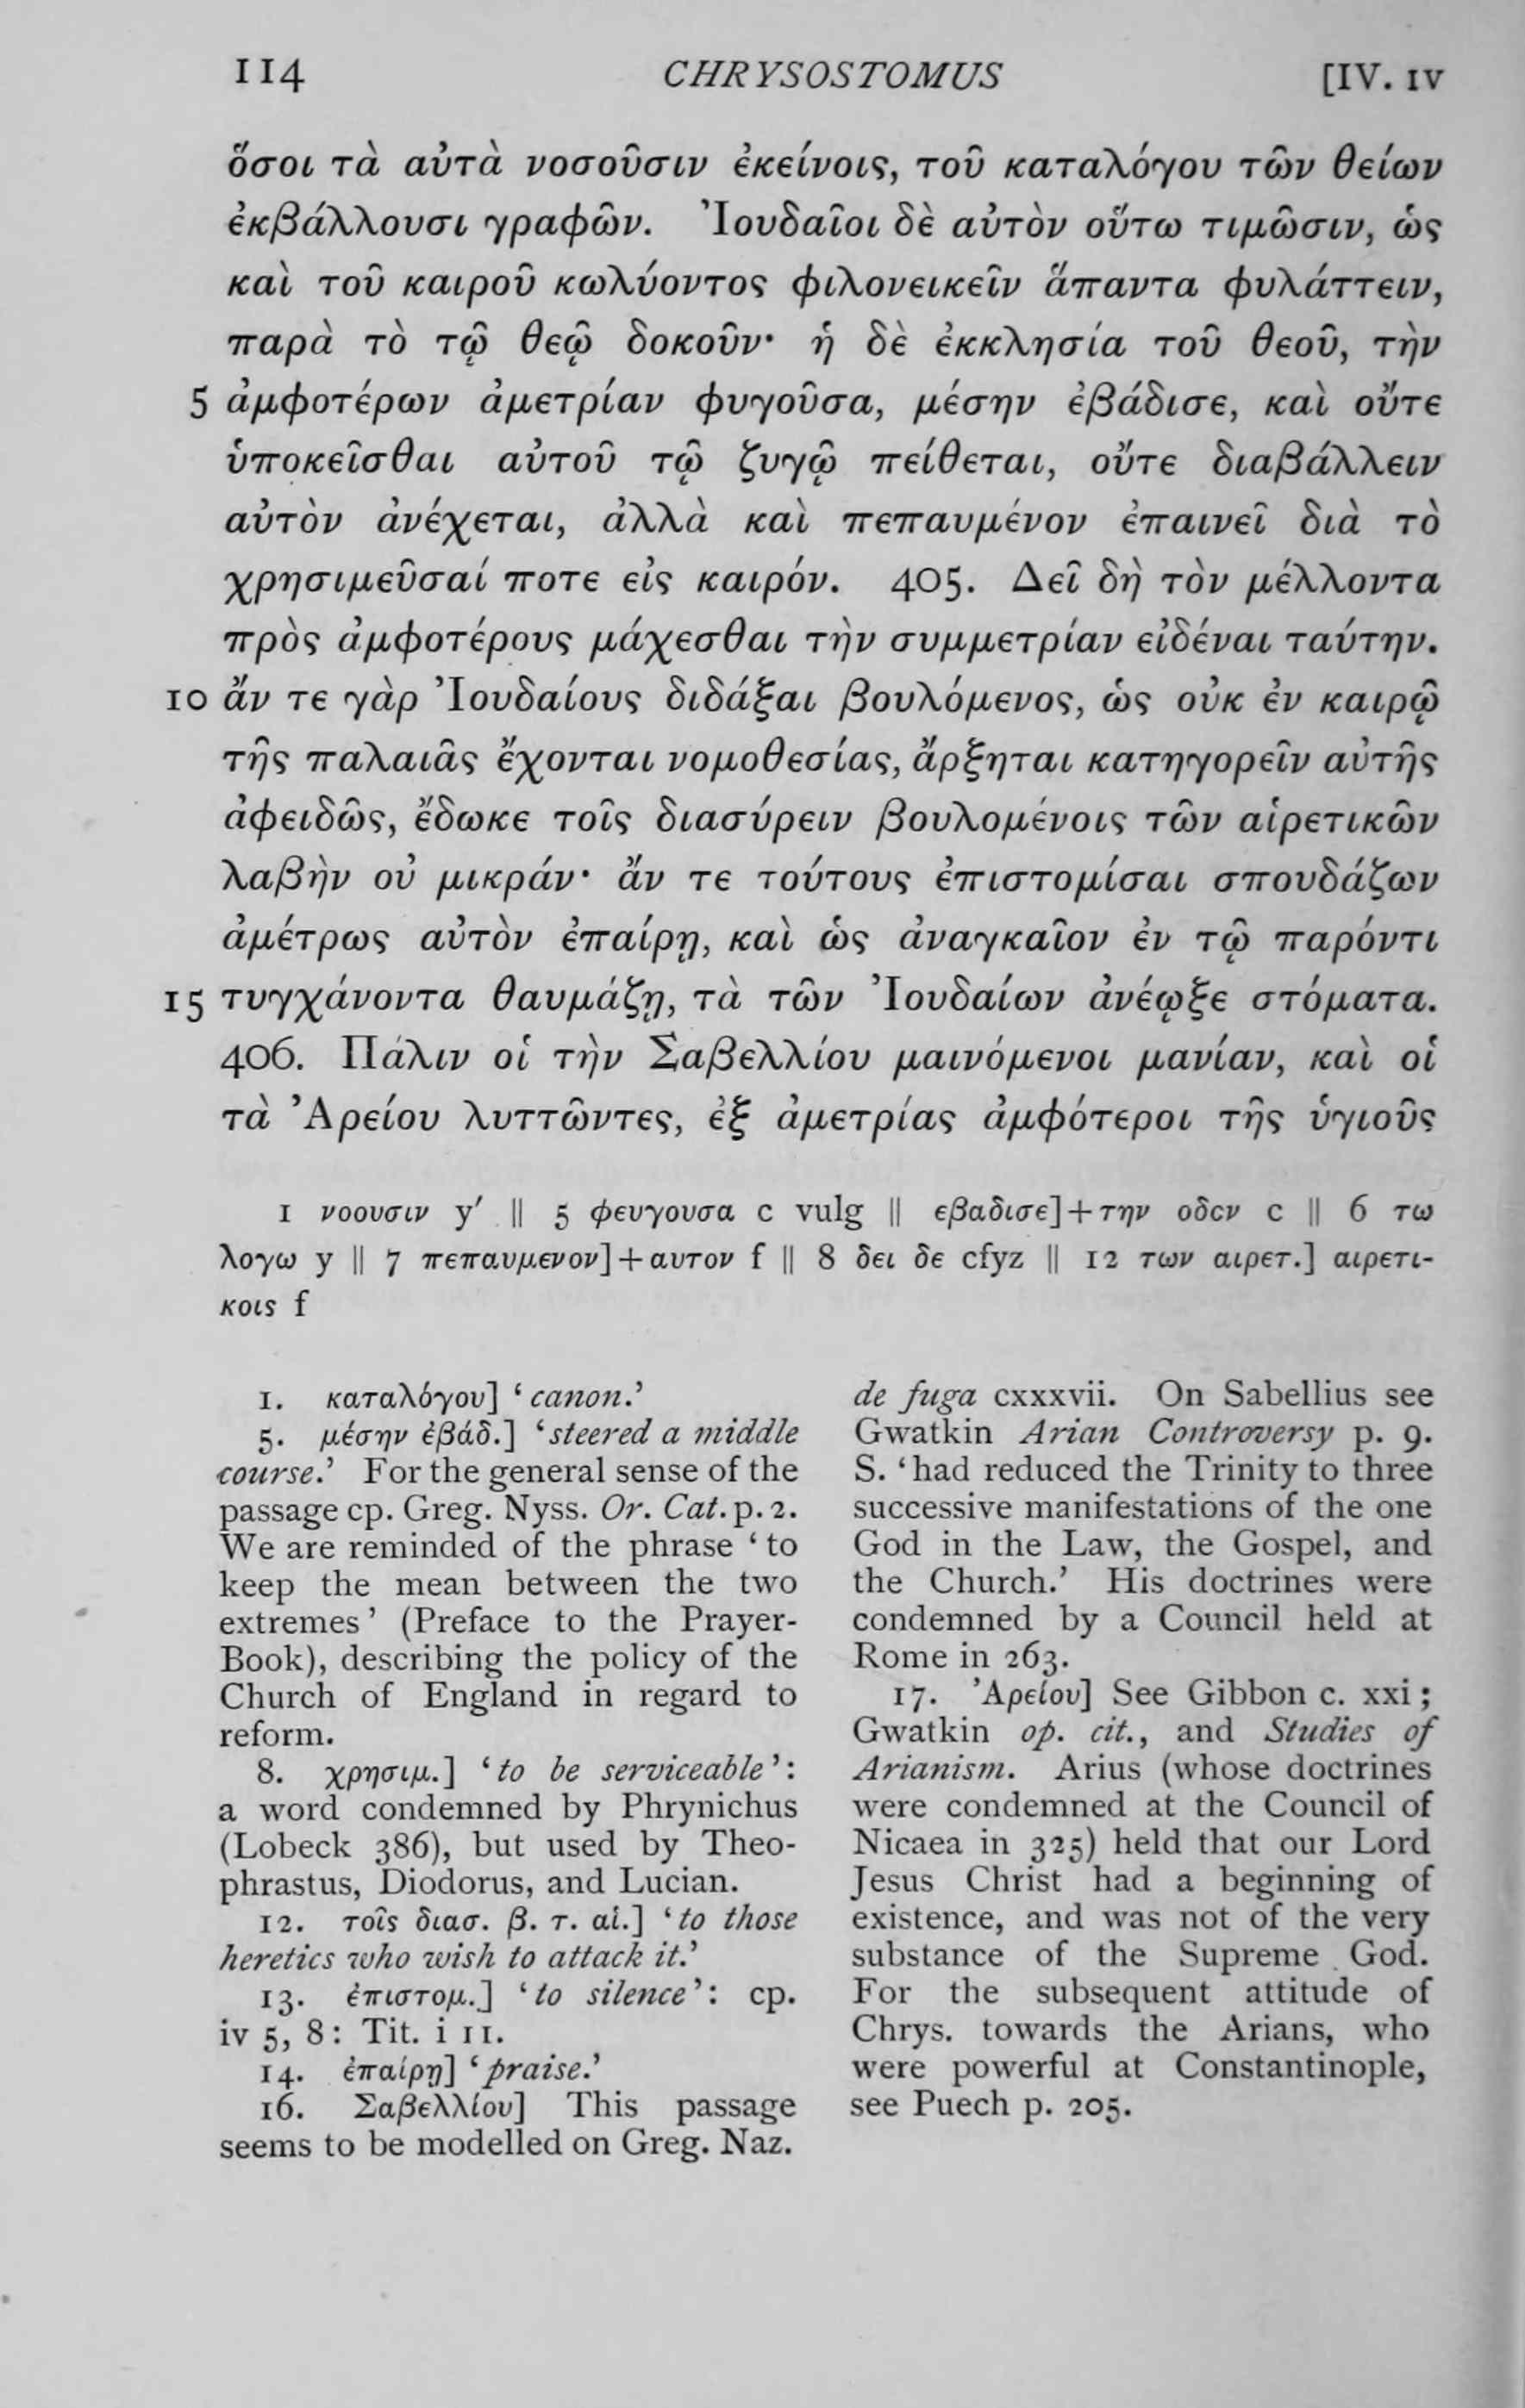 114 CHRYSOSTOMUS [IV. IV
ὅσοι τὰ αὐτὰ νοσοῦσιν ἐκείνοις, τοῦ καταλόγου τῶν θείων
ἐκβάλλουσι γραφῶν. Ἰουδαῖοι δὲ αὐτὸν οὕτω τιμῶσιν, ὡς
καὶ τοῦ καιροῦ κωλύοντος φιλονεικεῖν ἅπαντα φυλάττειν,
παρὰ τὸ τῷ θεῷ δοκοῦν· ἡ δὲ ἐκκλησία τοῦ θεοῦ, τὴν
5 ἀμφοτέρων ἀμετρίαν φυγοῦσα, μέσην ἐβάδισε, καὶ οὔτε
ὑποκεῖσθαι αὐτοῦ τῷ ζυγῷ πείθεται, οὔτε διαβάλλειν
αὐτὸν ἀνέχεται, ἀλλὰ καὶ πεπαυμένον ἐπαινεῖ διὰ τὸ
χρησιμεῦσαί ποτε εἰς καιρόν. 405. Δεῖ δὴ τὸν μέλλοντα
πρὸς ἀμφοτέρους μάχεσθαι τὴν συμμετρίαν εἰδέναι ταύτην.
10 ἄν τε γὰρ Ἰουδαίους διδάξαι βουλόμενος, ὡς οὐκ ἐν καιρῷ
τῆς παλαιᾶς ἔχονται νομοθεσίας, ἄρξηται κατηγορεῖν αὐτῆς
ἀφειδῶς, ἔδωκε τοῖς διασύρειν βουλομένοις τῶν αἱρετικῶν
λαβὴν οὐ μικράν· ἄν τε τούτους ἐπιστομίσαι σπουδάζων
ἀμέτρως αὐτὸν ἐπαίρῃ, καὶ ὡς ἀναγκαῖον ἐν τῷ παρόντι
15 τυγχάνοντα θαυμάζῃ, τὰ τῶν Ἰουδαίων ἀνέῳξε στόματα.
406. Πάλιν οἱ τὴν Σαβελλίου μαινόμενοι μανίαν, καὶ οἱ
τὰ Ἀρείου λυττῶντες, ἐξ ἀμετρίας ἀμφότεροι τῆς ὑγιοῦς
1 νοουσιν y′ || 5 φευγουσα c vulg || εβαδισε]+την οδον c || 6 τω
λογω y || 7 πεπαυμενον]+αυτον f || 8 δει δε cfyz || 12 των αιρετ.] αιρετι-
κοις f
1. καταλόγου] ‘canon.’
5. μέσην ἐβάδ.] ‘steered a middle
course.’ For the general sense of the
passage cp. Greg. Nyss. Or. Cat. p. 2.
We are reminded of the phrase ‘to
keep the mean between the two
extremes’ (Preface to the Prayer-
Book), describing the policy of the
Church of England in regard to
reform.
8. χρησιμ.] ‘to be serviceable’:
a word condemned by Phrynichus
(Lobeck 386), but used by Theo-
phrastus, Diodorus, and Lucian.
12. τοῖς διασ. β. τ. αἱ.] ‘to those
heretics who wish to attack it.’
13. ἐπιστομ.] ‘to silence’: cp.
iv 5, 8: Tit. i 11.
14. ἐπαίρῃ] ‘praise.’
16. Σαβελλίου] This passage
seems to be modelled on Greg. Naz.
de fuga cxxxvii. On Sabellius see
Gwatkin Arian Controversy p. 9.
S. ‘had reduced the Trinity to three
successive manifestations of the one
God in the Law, the Gospel, and
the Church.’ His doctrines were
condemned by a Council held at
Rome in 263.
17. Ἀρείου] See Gibbon c. xxi;
Gwatkin op. cit., and Studies of
Arianism. Arius (whose doctrines
were condemned at the Council of
Nicaea in 325) held that our Lord
Jesus Christ had a beginning of
existence, and was not of the very
substance of the Supreme God.
For the subsequent attitude of
Chrys. towards the Arians, who
were powerful at Constantinople,
see Puech p. 205.